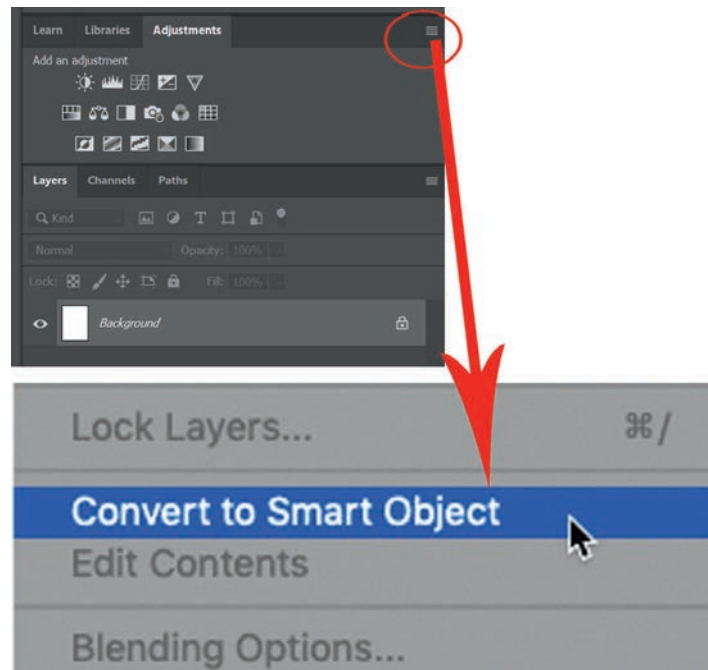 Learn Libraries Adjustments
Add an adjustment
Layers Channels Paths
Kind
Normal Opacity: 100%
Lock: Fill: 100%
Background
Lock Layers... ⌘/
Convert to Smart Object
Edit Contents
Blending Options...